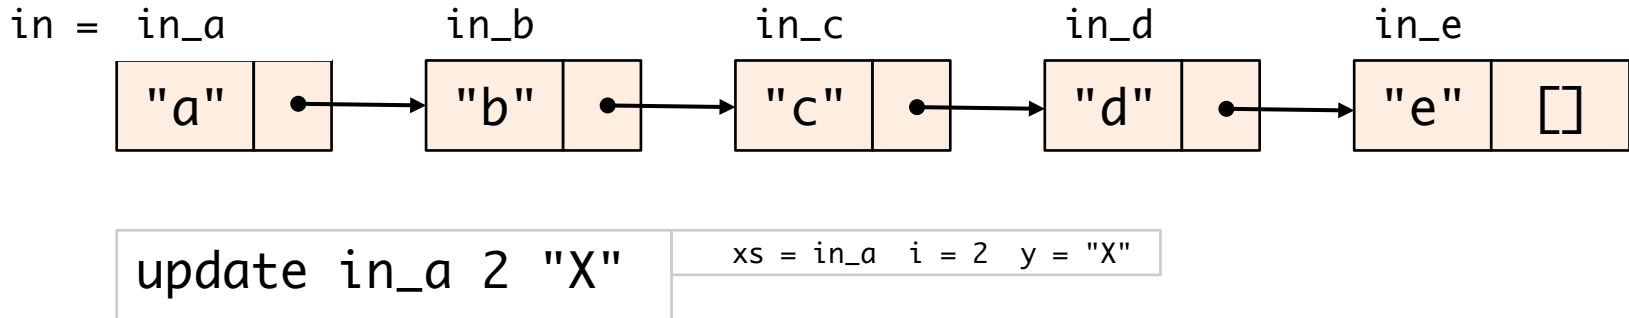 in = in_a in_b in_c in_d in_e
"a" "b" "c" "d" "e" []
update in_a 2 "X" xs = in_a i = 2 y = "X"